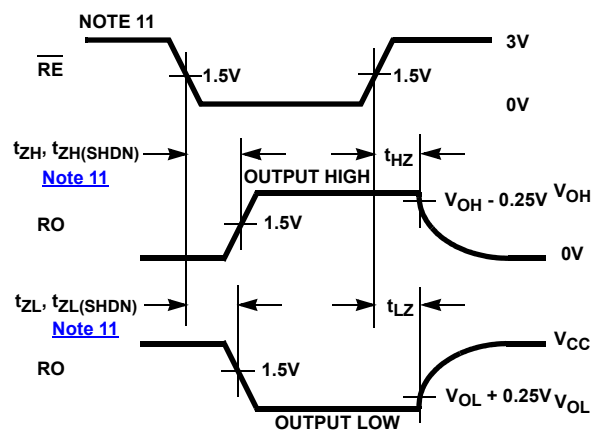 NOTE 11
3V
RE
1.5V
1.5V
0V
tZH, tZH(SHDN)
Note 11
OUTPUT HIGH
tHZ
VOH - 0.25V
VOH
RO
1.5V
0V
tZL, tZL(SHDN)
Note 11
tLZ
VCC
RO
1.5V
VOL + 0.25V
VOL
OUTPUT LOW